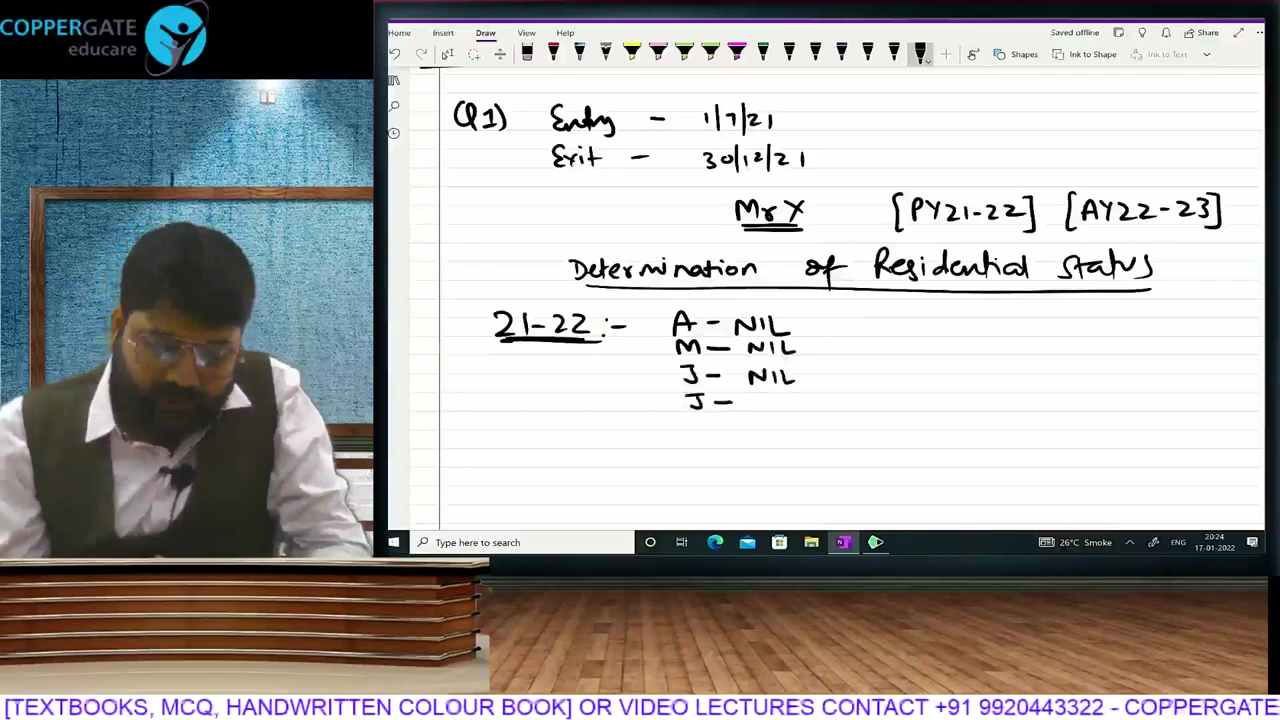 COPPERGATE
educare
Home Insert Draw View Help
Saved offline
Share
Shapes
Ink to Shape
Ink to Text
Q1) Entry - 1/7/21
Exit - 30/12/21
Mr X [PY21-22] [AY22-23]
Determination of Residential Status
21-22 :- A - NIL
M - NIL
J - NIL
J -
Type here to search
26°C Smoke
ENG
20:24
17-01-2022
[TEXTBOOKS, MCQ, HANDWRITTEN COLOUR BOOK] OR VIDEO LECTURES CONTACT +91 9920443322 - COPPERGATE